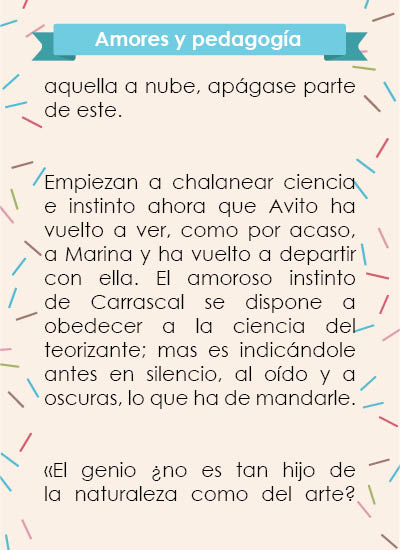 Amores y pedagogía
aquella a nube, apágase parte
de este.
Empiezan a chalanear ciencia
e instinto ahora que Avito ha
vuelto a ver, como por acaso,
a Marina y ha vuelto a departir
con ella. El amoroso instinto
de Carrascal se dispone a
obedecer a la ciencia del
teorizante; mas es indicándole
antes en silencio, al oído y a
oscuras, lo que ha de mandarle.
«El genio ¿no es tan hijo de
la naturaleza como del arte?